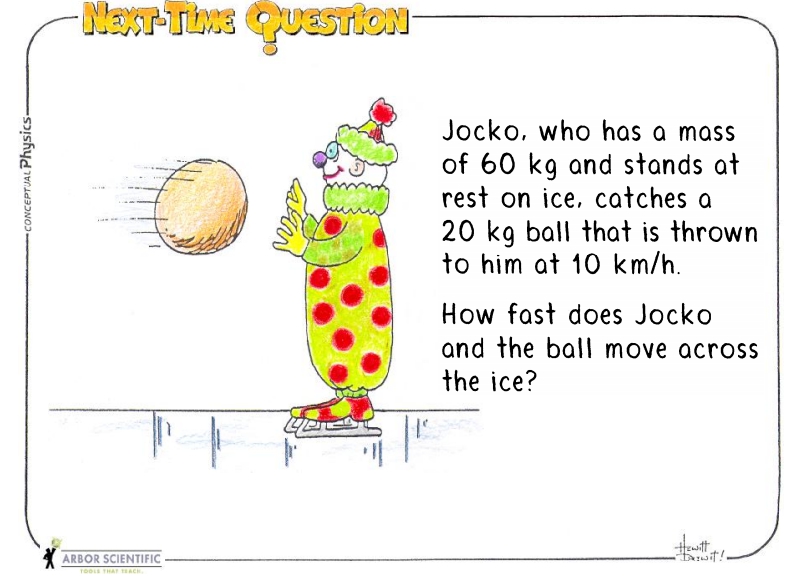 NEXT-TIME QUESTION
CONCEPTUAL Physics
Jocko, who has a mass
of 60 kg and stands at
rest on ice, catches a
20 kg ball that is thrown
to him at 10 km/h.
How fast does Jocko
and the ball move across
the ice?
ARBOR SCIENTIFIC
TOOLS THAT TEACH.
Hewitt
Drewit!